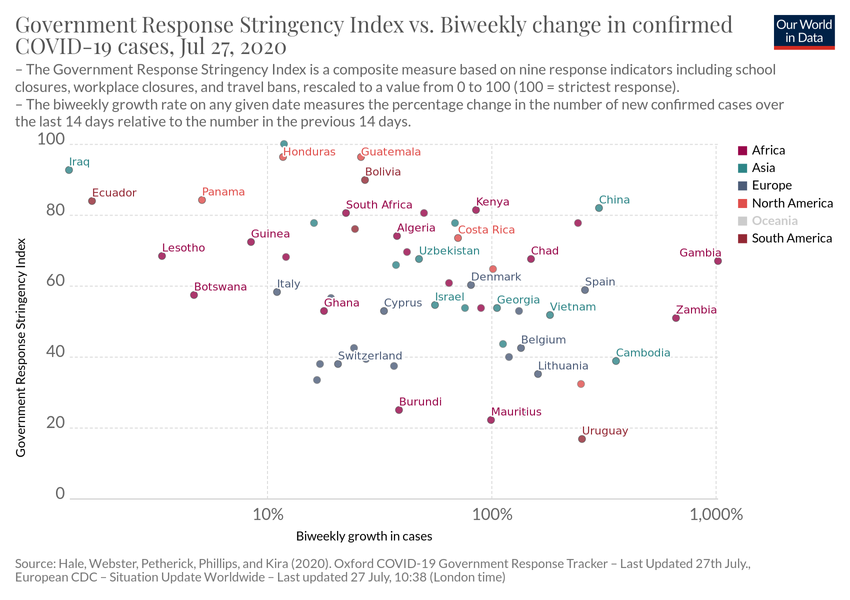 Government Response Stringency Index vs. Biweekly change in confirmed
COVID-19 cases, Jul 27, 2020
Our World
in Data
– The Government Response Stringency Index is a composite measure based on nine response indicators including school
closures, workplace closures, and travel bans, rescaled to a value from 0 to 100 (100 = strictest response).
– The biweekly growth rate on any given date measures the percentage change in the number of new confirmed cases over
the last 14 days relative to the number in the previous 14 days.
Government Response Stringency Index
100
80
60
40
20
0
Iraq
Honduras
Guatemala
Bolivia
Ecuador
Panama
South Africa
Kenya
China
Guinea
Algeria
Costa Rica
Lesotho
Uzbekistan
Chad
Gambia
Botswana
Italy
Denmark
Spain
Ghana
Cyprus
Israel
Georgia
Vietnam
Zambia
Switzerland
Belgium
Lithuania
Cambodia
Burundi
Mauritius
Uruguay
10%
100%
1,000%
Biweekly growth in cases
Africa
Asia
Europe
North America
Oceania
South America
Source: Hale, Webster, Petherick, Phillips, and Kira (2020). Oxford COVID-19 Government Response Tracker – Last Updated 27th July.,
European CDC – Situation Update Worldwide – Last updated 27 July, 10:38 (London time)